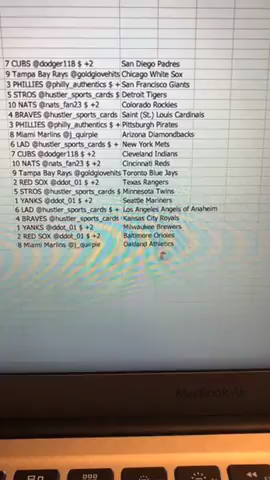 7 CUBS @dodger118 $ +2 San Diego Padres
9 Tampa Bay Rays @goldglovehits Chicago White Sox
3 PHILLIES @philly_authentics $ + San Francisco Giants
5 STROS @hustler_sports_cards $ Detroit Tigers
10 NATS @nats_fan23 $ +2 Colorado Rockies
4 BRAVES @hustler_sports_cards Saint (St.) Louis Cardinals
3 PHILLIES @philly_authentics $ + Pittsburgh Pirates
8 Miami Marlins @j_quirpie Arizona Diamondbacks
6 LAD @hustler_sports_cards $ + New York Mets
7 CUBS @dodger118 $ +2 Cleveland Indians
10 NATS @nats_fan23 $ +2 Cincinnati Reds
9 Tampa Bay Rays @goldglovehits Toronto Blue Jays
2 RED SOX @ddot_01 $ +2 Texas Rangers
5 STROS @hustler_sports_cards $ Minnesota Twins
1 YANKS @ddot_01 $ +2 Seattle Mariners
6 LAD @hustler_sports_cards $ + Los Angeles Angels of Anaheim
4 BRAVES @hustler_sports_cards Kansas City Royals
1 YANKS @ddot_01 $ +2 Milwaukee Brewers
2 RED SOX @ddot_01 $ +2 Baltimore Orioles
8 Miami Marlins @j_quirpie Oakland Athletics
MacBook Air